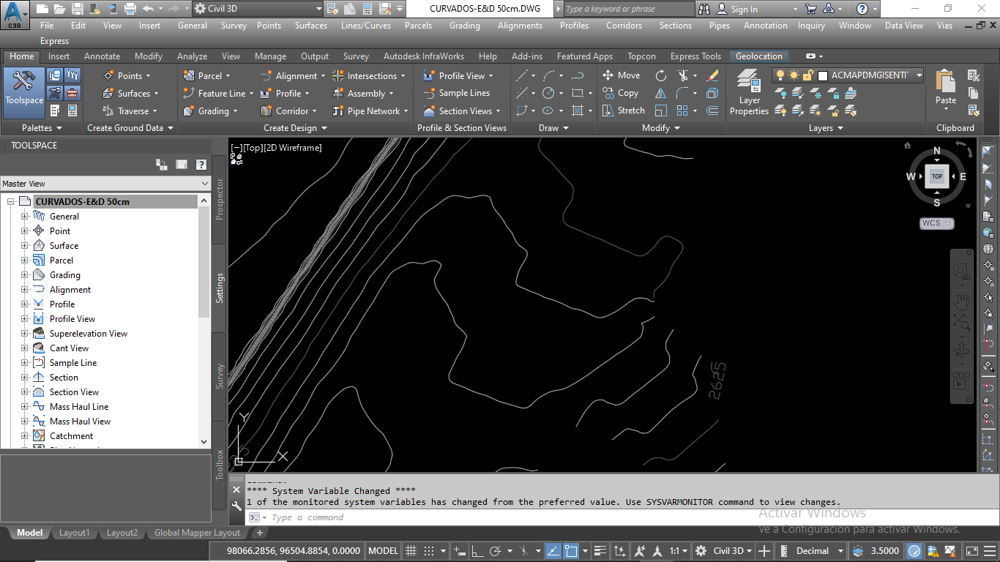 Civil 3D
CURVADOS-E&D 50cm.DWG
Type a keyword or phrase
Sign In
C3D
File Edit View Insert General Survey Points Surfaces Lines/Curves Parcels Grading Alignments Profiles Corridors Sections Pipes Annotation Inquiry Window Data View Vias
Express
Home Insert Annotate Modify Analyze View Manage Output Survey Autodesk InfraWorks Help Add-ins Featured Apps Topcon Express Tools Geolocation
Points Parcel Alignment Intersections Profile View Move ACMAPDMGISENTIT
Toolspace Surfaces Feature Line Profile Assembly Sample Lines Copy Layer Properties Paste
Traverse Grading Corridor Pipe Network Section Views Stretch
Palettes Create Ground Data Create Design Profile & Section Views Draw Modify Layers Clipboard
TOOLSPACE
Master View
CURVADOS-E&D 50cm
General
Point
Surface
Parcel
Grading
Alignment
Profile
Profile View
Superelevation View
Cant View
Sample Line
Section
Section View
Mass Haul Line
Mass Haul View
Catchment
Prospector
Settings
Survey
Toolbox
[−][Top][2D Wireframe]
N
W TOP E
S
WCS
2D
2625
Y
X
**** System Variable Changed ****
1 of the monitored system variables has changed from the preferred value. Use SYSVARMONITOR command to view changes.
Type a command
Activar Windows
Ve a Configuración para activar Windows.
Model Layout1 Layout2 Global Mapper Layout
98066.2856, 96504.8854, 0.0000 MODEL 1:1 Civil 3D Decimal 3.5000